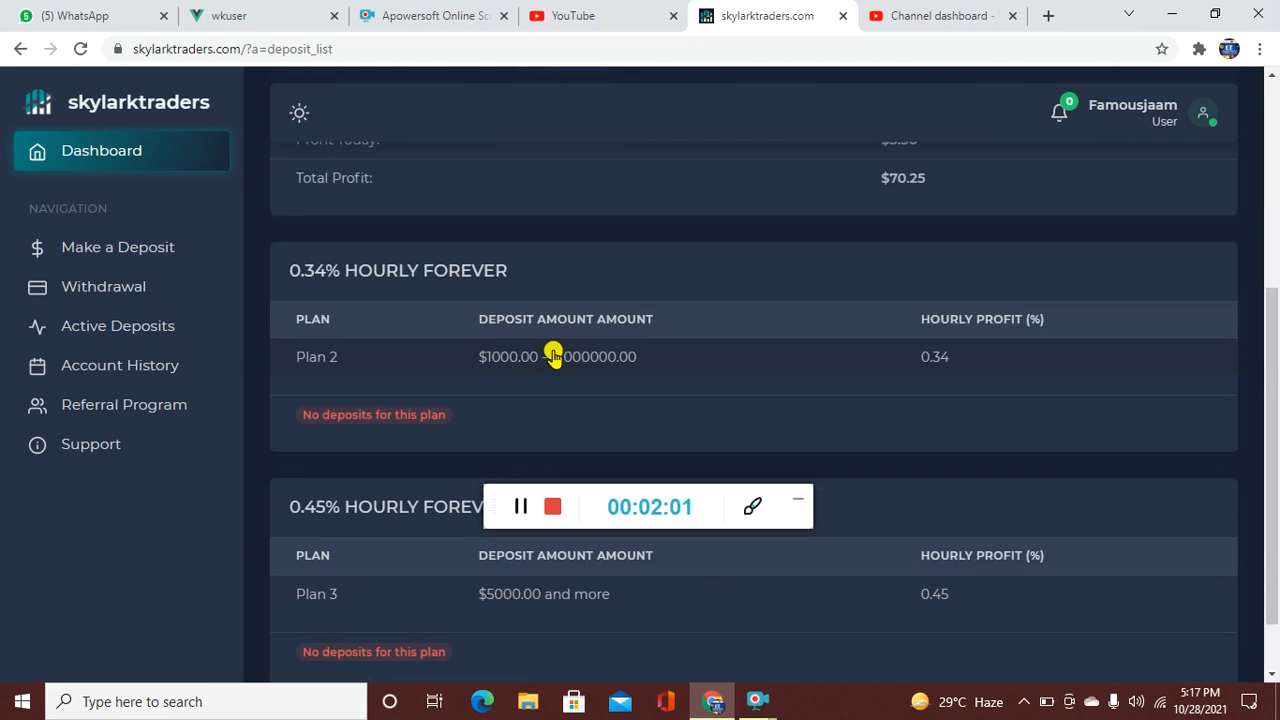 (5) WhatsApp
wkuser
Apowersoft Online Sc
YouTube
skylarktraders.com
Channel dashboard -
skylarktraders.com/?a=deposit_list
skylarktraders
Famousjaam
User
0
Dashboard
NAVIGATION
Make a Deposit
Withdrawal
Active Deposits
Account History
Referral Program
Support
Profit Today:
Total Profit: $70.25
0.34% HOURLY FOREVER
PLAN DEPOSIT AMOUNT AMOUNT HOURLY PROFIT (%)
Plan 2 $1000.00 - 000000.00 0.34
No deposits for this plan
0.45% HOURLY FOREV
00:02:01
PLAN DEPOSIT AMOUNT AMOUNT HOURLY PROFIT (%)
Plan 3 $5000.00 and more 0.45
No deposits for this plan
Type here to search
29°C Haze
5:17 PM
10/28/2021